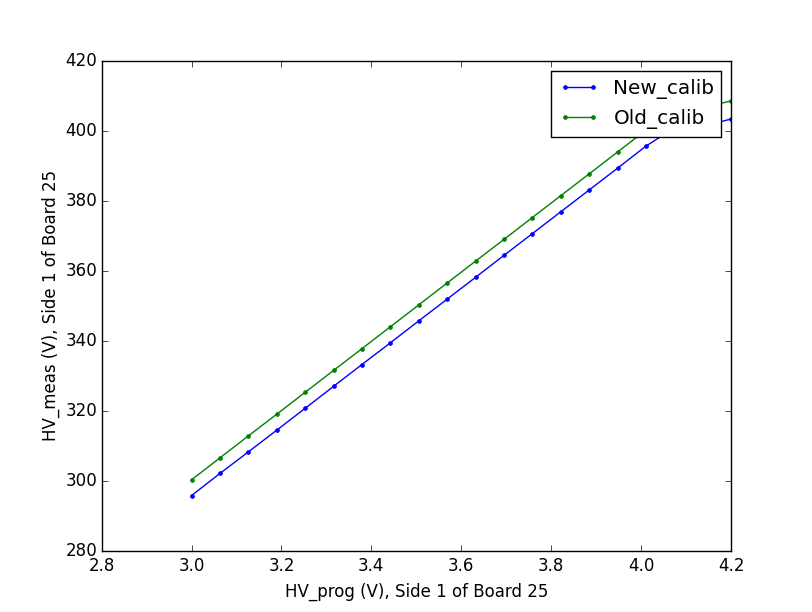 420
400
380
360
340
320
300
280
2.8 3.0 3.2 3.4 3.6 3.8 4.0 4.2
HV_meas (V), Side 1 of Board 25
HV_prog (V), Side 1 of Board 25
New_calib
Old_calib